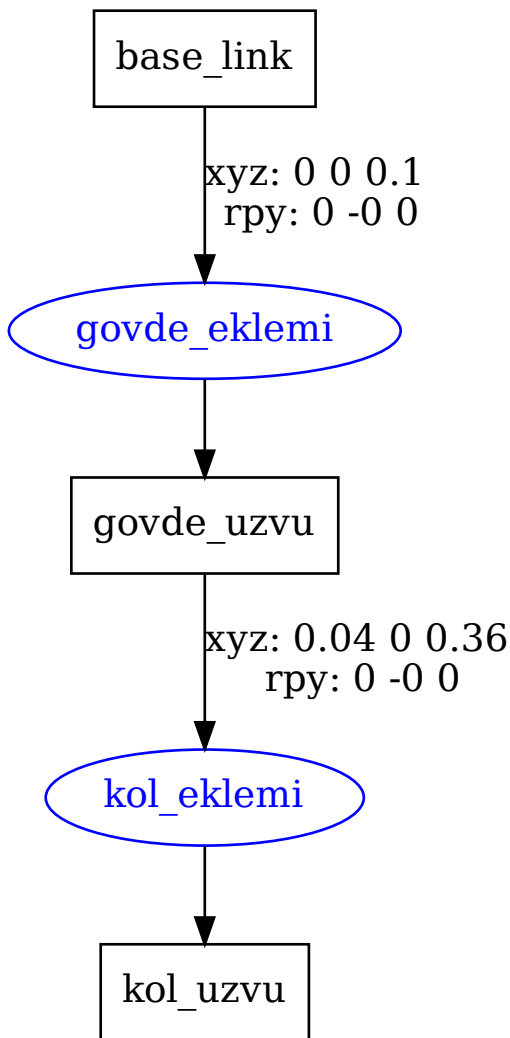 base_link
xyz: 0 0 0.1
rpy: 0 -0 0
govde_eklemi
govde_uzvu
xyz: 0.04 0 0.36
rpy: 0 -0 0
kol_eklemi
kol_uzvu